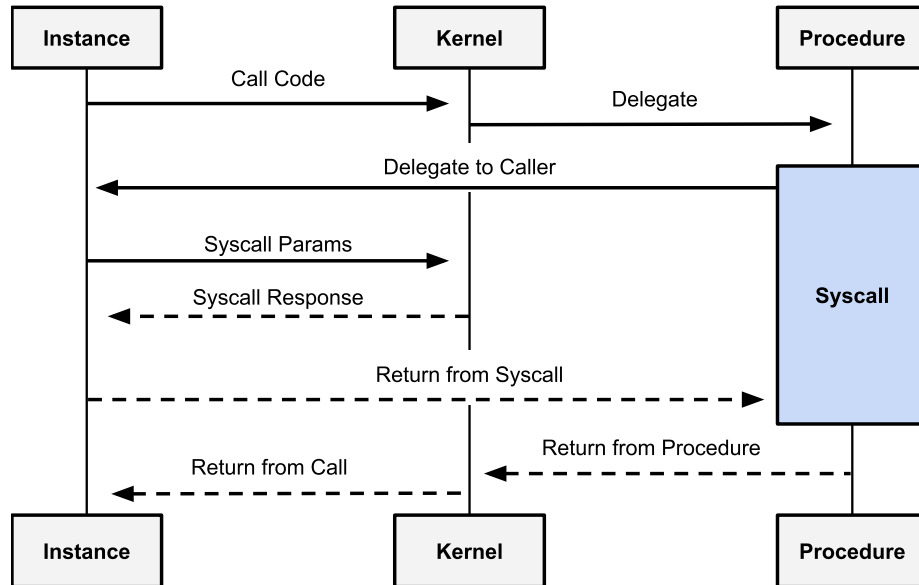 Instance
Kernel
Procedure
Call Code
Delegate
Delegate to Caller
Syscall Params
Syscall Response
Syscall
Return from Syscall
Return from Procedure
Return from Call
Instance
Kernel
Procedure